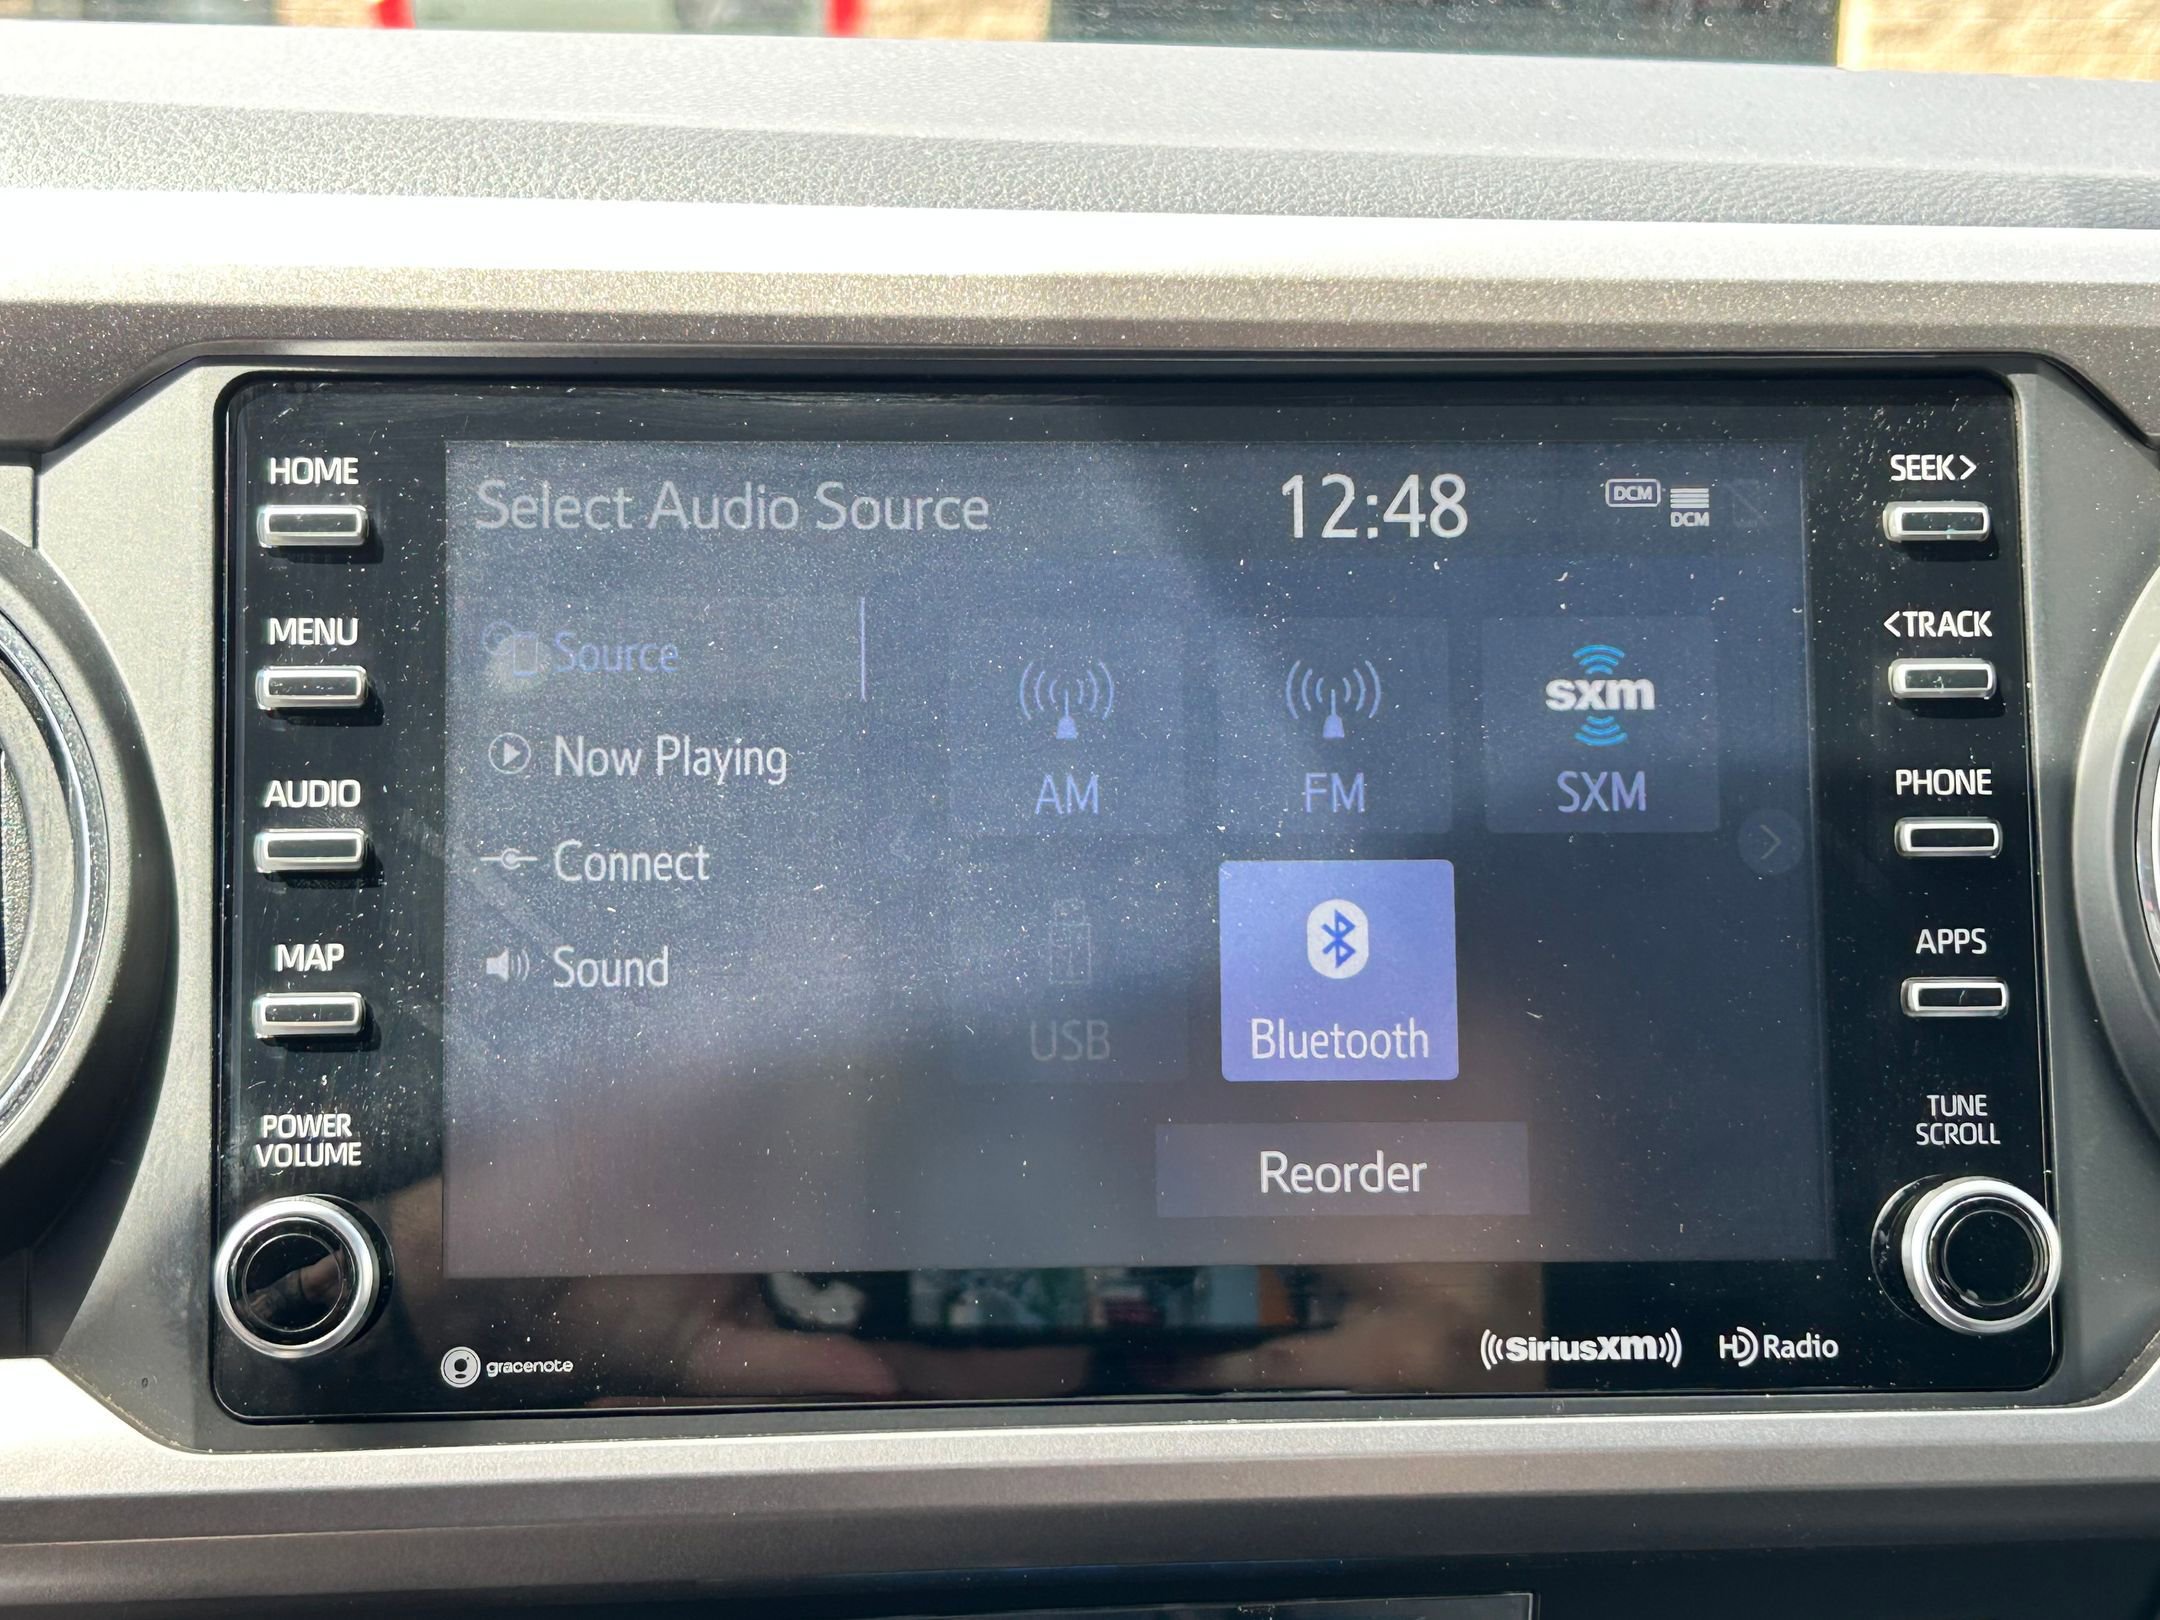 HOME
MENU
AUDIO
MAP
POWER
VOLUME
Select Audio Source
12:48
DCM
DCM
Source
Now Playing
Connect
Sound
AM
FM
sxm
SXM
USB
Bluetooth
Reorder
SEEK>
<TRACK
PHONE
APPS
TUNE
SCROLL
gracenote
SiriusXM
HD Radio